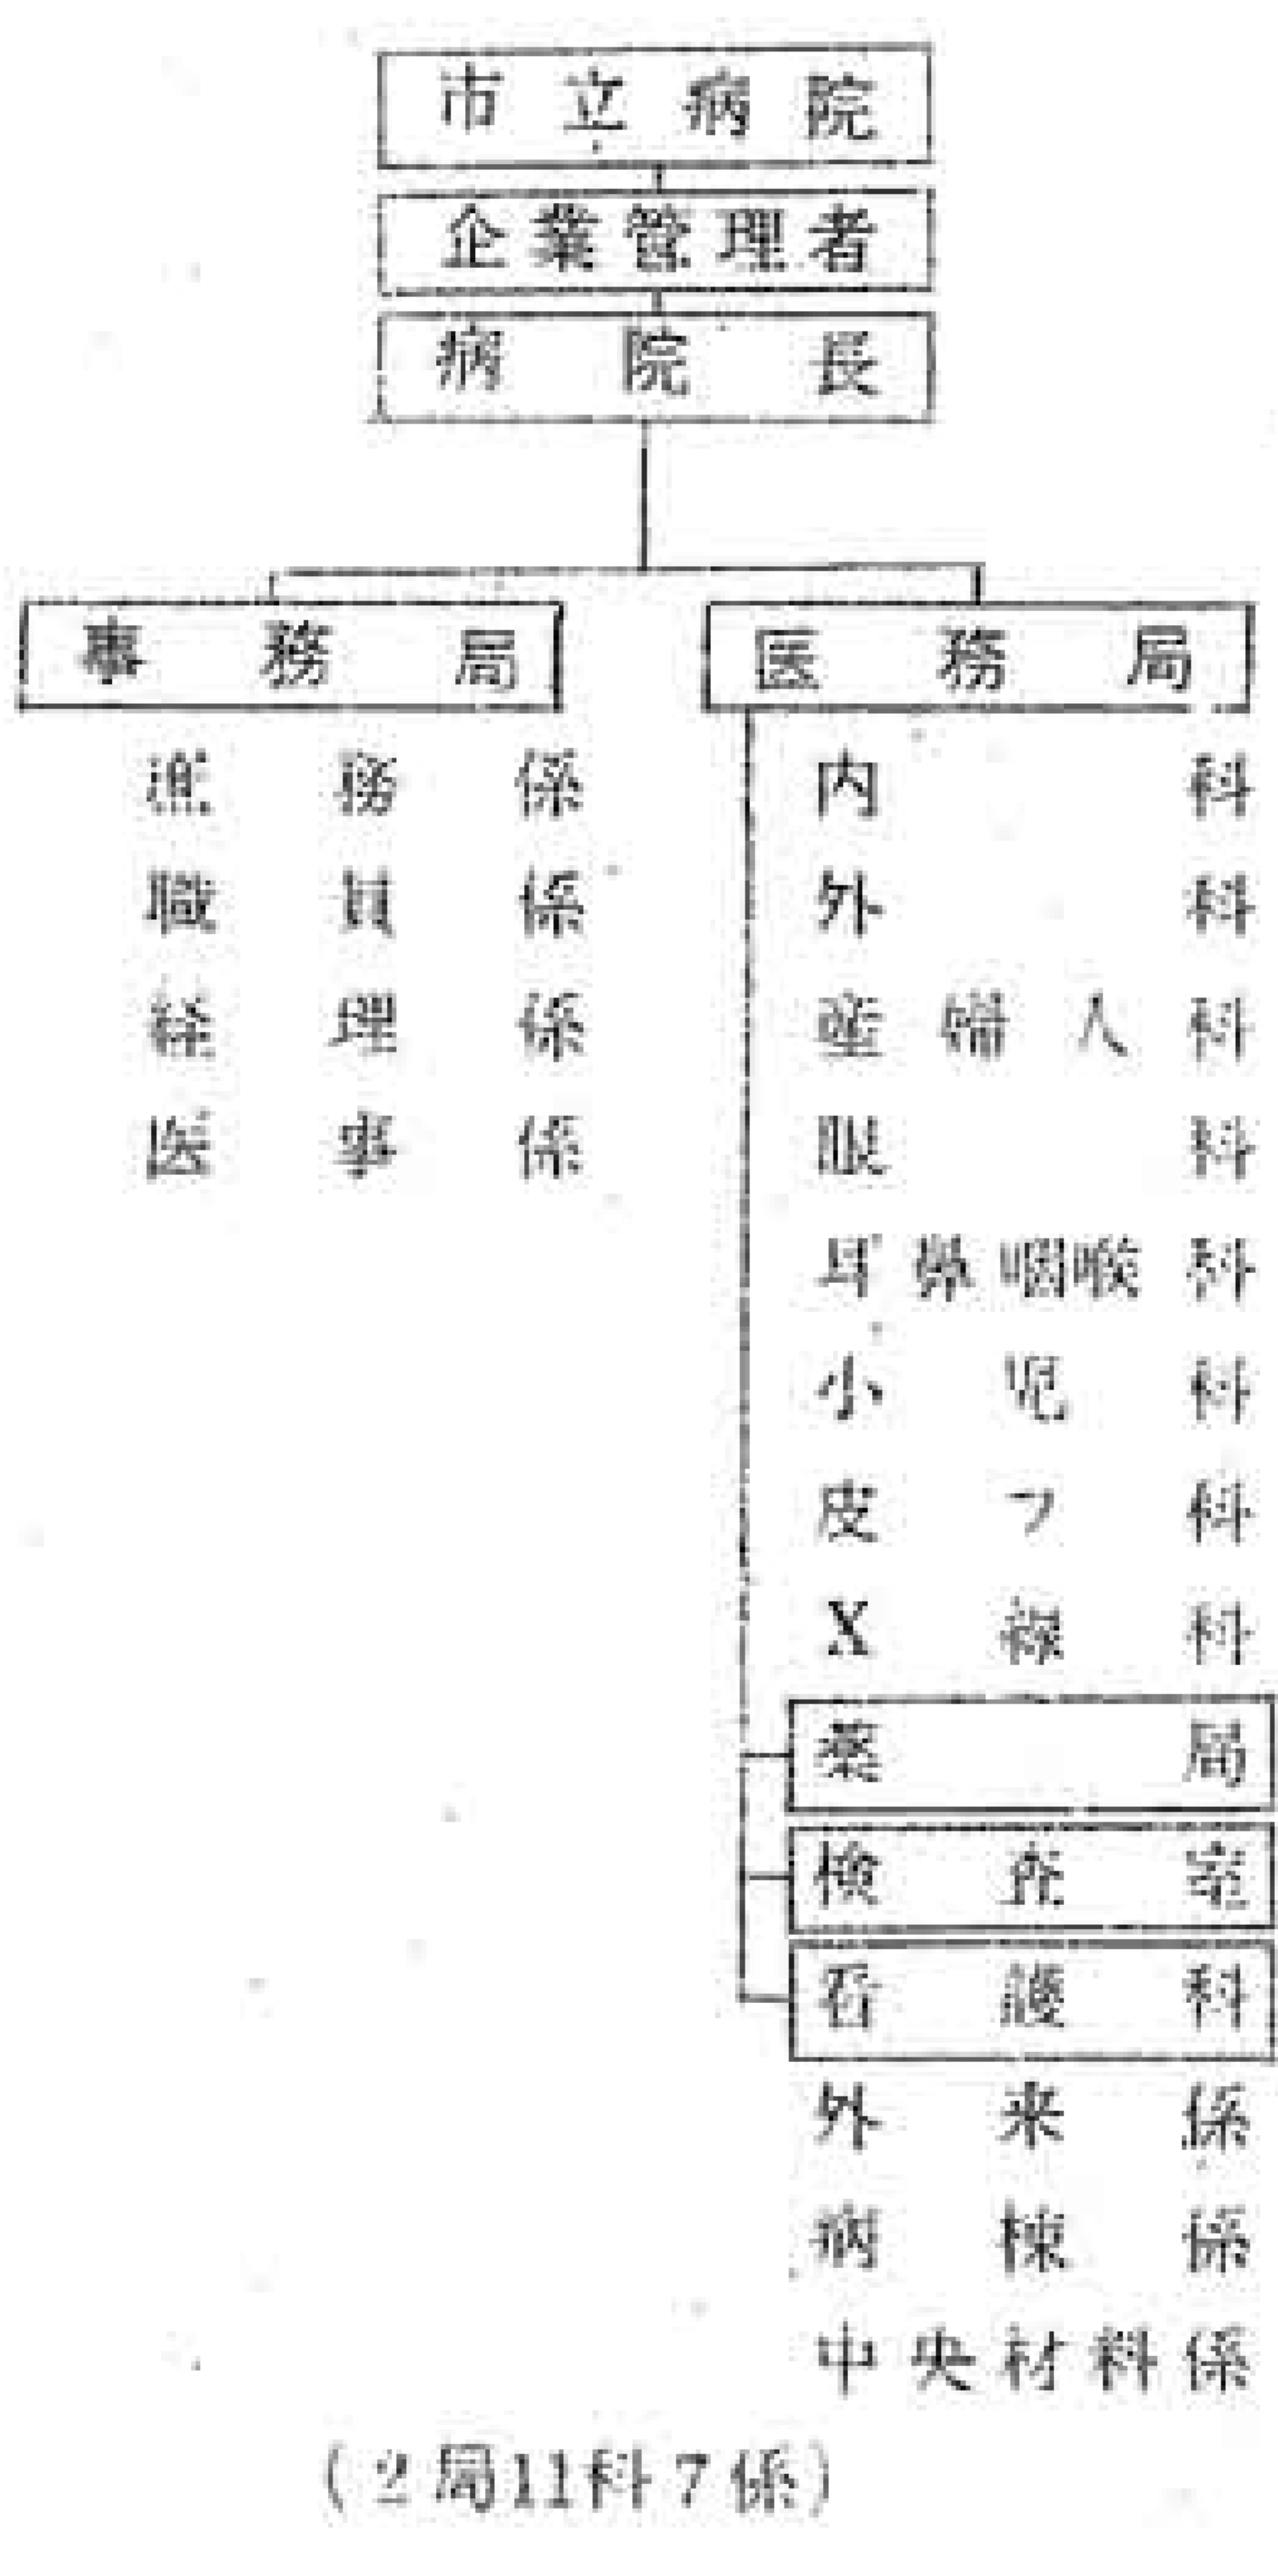 市立病院
企業管理者
病院長
事務局
庶務係
職員係
経理係
医事係
医務局
内科
外科
産婦人科
眼科
耳鼻咽喉科
小児科
皮フ科
X線科
薬局
検査室
看護科
外来係
病棟係
中央材料係
(2局11科7係)